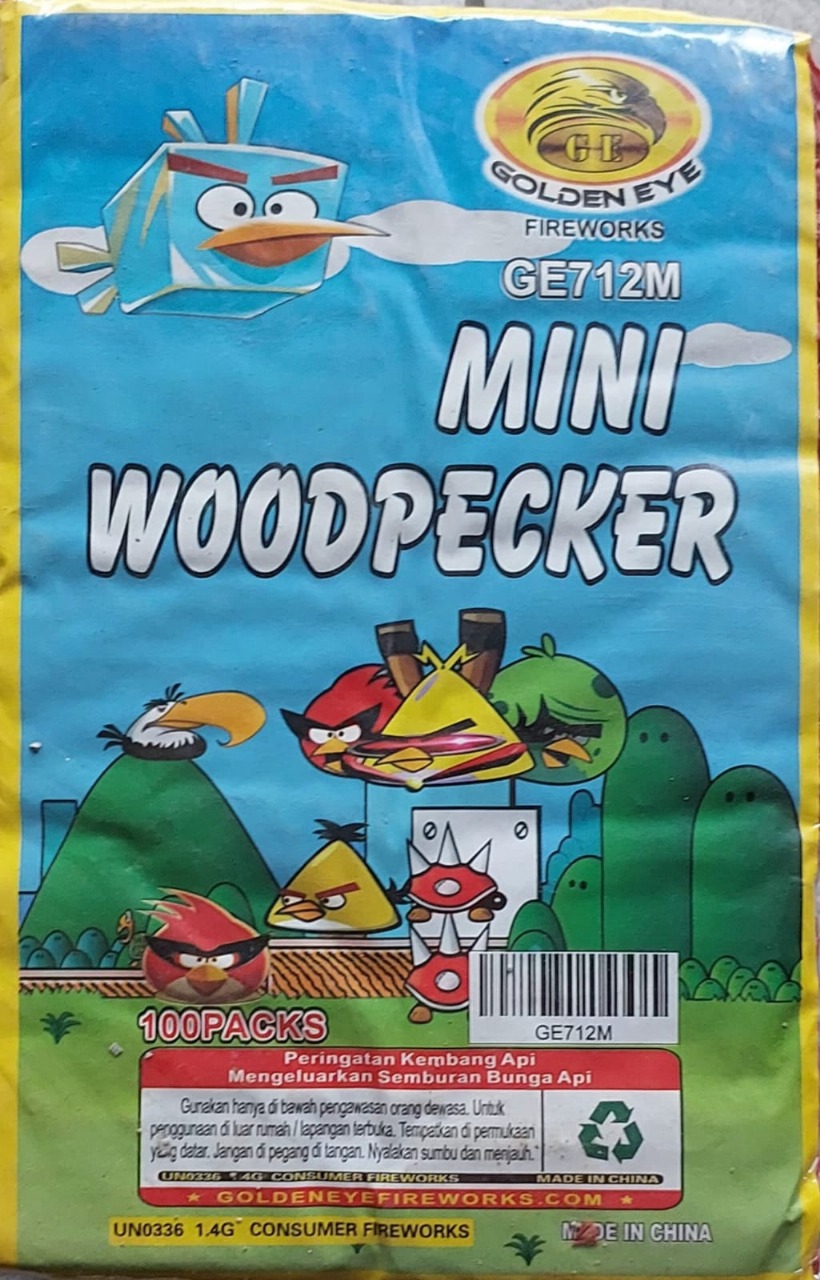 GE
GOLDEN EYE
FIREWORKS
GE712M
MINI
WOODPECKER
100PACKS
GE712M
Peringatan Kembang Api
Mengeluarkan Semburan Bunga Api
Gunakan hanya di bawah pengawasan orang dewasa. Untuk
penggunaan di luar rumah / lapangan terbuka. Tempatkan di permukaan
yang datar. Jangan di pegang di tangan. Nyalakan sumbu dan menjauh.
UN0336 1.4G CONSUMER FIREWORKS MADE IN CHINA
★ GOLDENEYEFIREWORKS.COM ★
UN0336 1.4G CONSUMER FIREWORKS
MADE IN CHINA